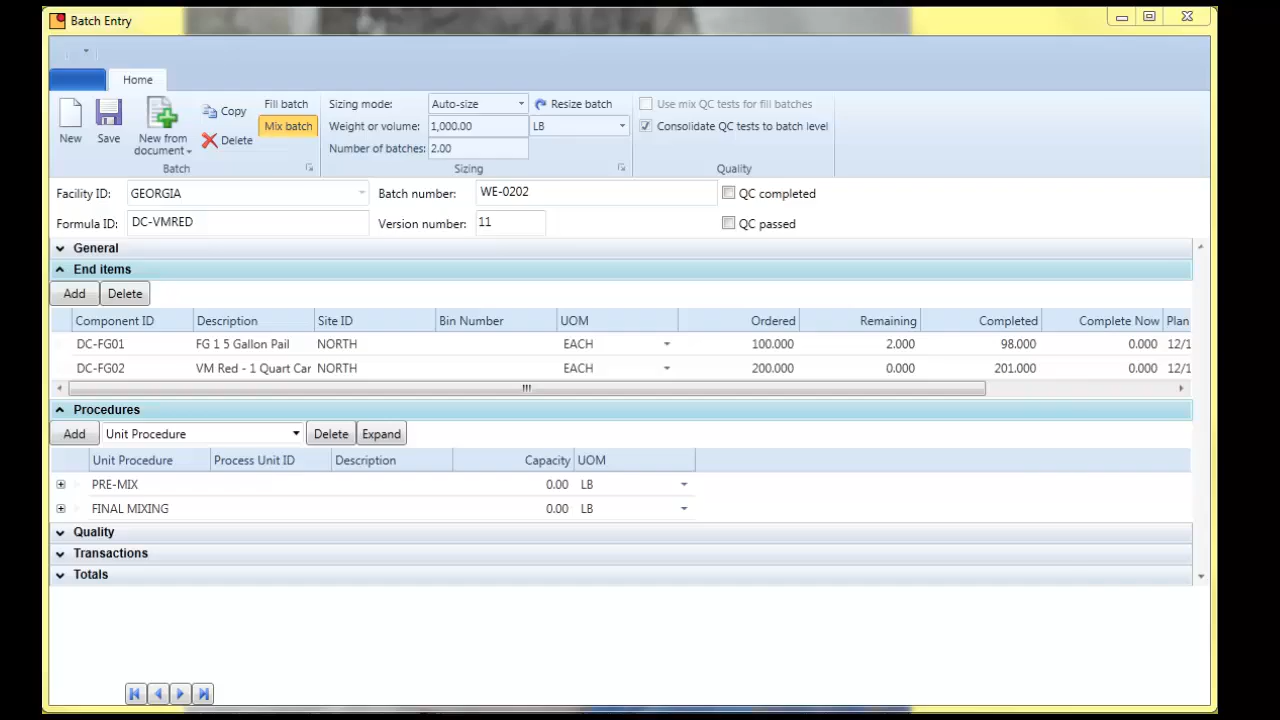 Batch Entry
Home
New
Save
New from document
Copy
Delete
Batch
Fill batch
Mix batch
Sizing mode: Auto-size Resize batch
Weight or volume: 1,000.00 LB
Number of batches: 2.00
Sizing
Use mix QC tests for fill batches
Consolidate QC tests to batch level
Quality
Facility ID: GEORGIA Batch number: WE-0202 QC completed
Formula ID: DC-VMRED Version number: 11 QC passed
General
End items
Add Delete
Component ID Description Site ID Bin Number UOM Ordered Remaining Completed Complete Now Plan
DC-FG01 FG 1 5 Gallon Pail NORTH EACH 100.000 2.000 98.000 0.000 12/1
DC-FG02 VM Red - 1 Quart Car NORTH EACH 200.000 0.000 201.000 0.000 12/1
Procedures
Add Unit Procedure Delete Expand
Unit Procedure Process Unit ID Description Capacity UOM
PRE-MIX 0.00 LB
FINAL MIXING 0.00 LB
Quality
Transactions
Totals